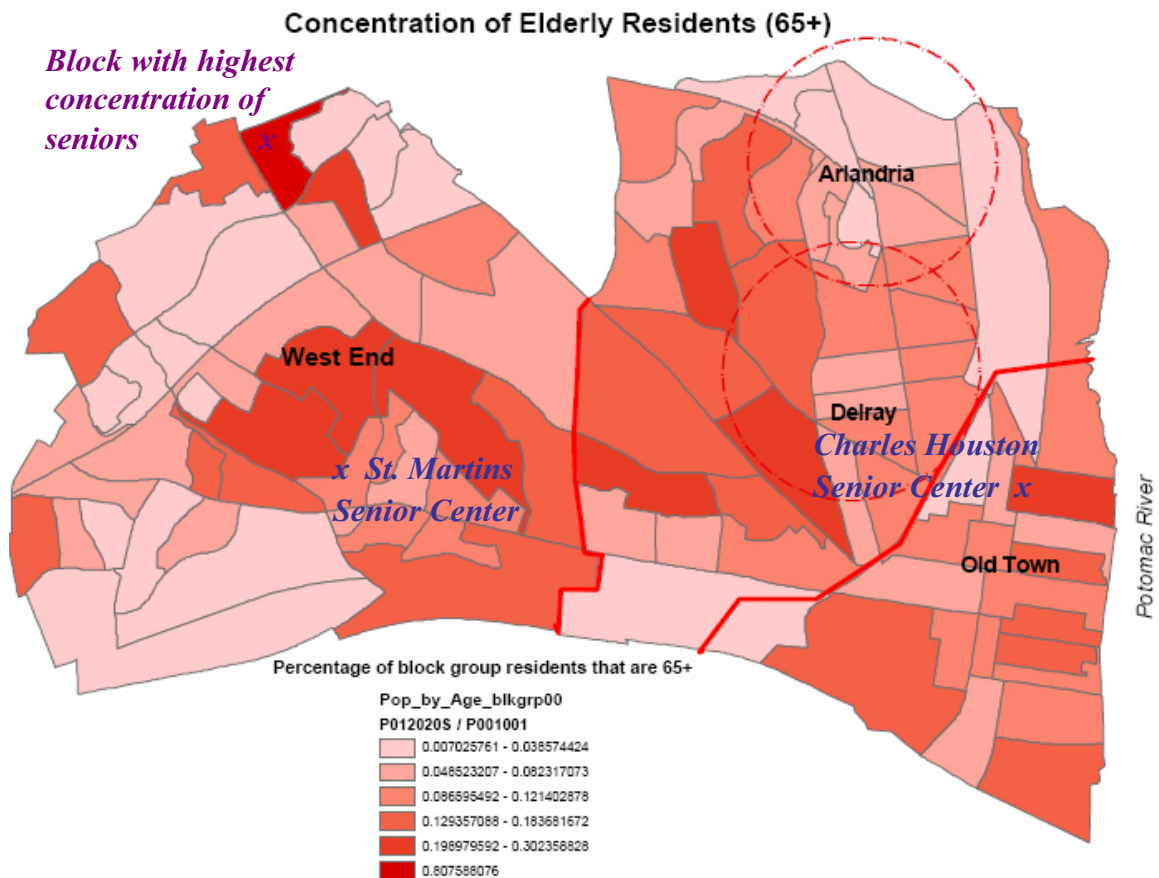 Concentration of Elderly Residents (65+)
Block with highest
concentration of
seniors
x
Arlandria
West End
Delray
x St. Martins
Senior Center
Charles Houston
Senior Center x
Old Town
Potomac River
Percentage of block group residents that are 65+
Pop_by_Age_blkgrp00
P012020S / P001001
0.007025761 - 0.038574424
0.048523207 - 0.082317073
0.086595492 - 0.121402878
0.129357088 - 0.183681672
0.198979592 - 0.302358828
0.807588076